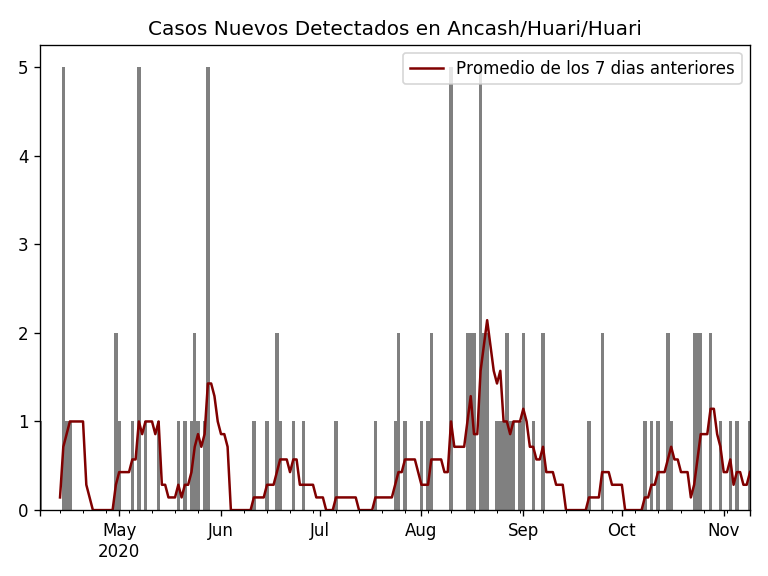 Casos Nuevos Detectados en Ancash/Huari/Huari
Promedio de los 7 dias anteriores
5
4
3
2
1
0
May Jun Jul Aug Sep Oct Nov
2020